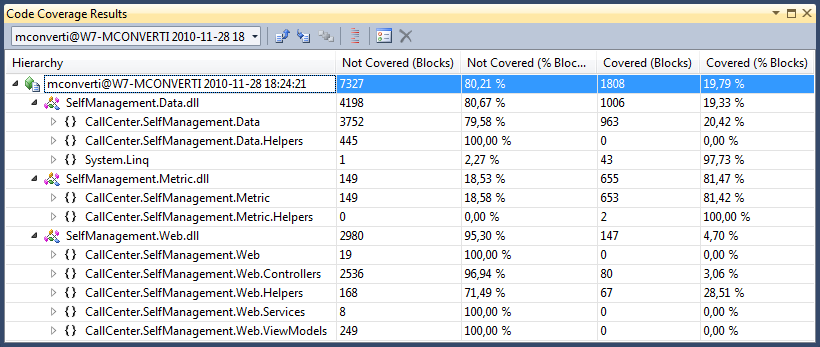 Code Coverage Results
mconverti@W7-MCONVERTI 2010-11-28 18
Hierarchy Not Covered (Blocks) Not Covered (% Bloc... Covered (Blocks) Covered (% Blocks)
mconverti@W7-MCONVERTI 2010-11-28 18:24:21 7327 80,21 % 1808 19,79 %
SelfManagement.Data.dll 4198 80,67 % 1006 19,33 %
{} CallCenter.SelfManagement.Data 3752 79,58 % 963 20,42 %
{} CallCenter.SelfManagement.Data.Helpers 445 100,00 % 0 0,00 %
{} System.Linq 1 2,27 % 43 97,73 %
SelfManagement.Metric.dll 149 18,53 % 655 81,47 %
{} CallCenter.SelfManagement.Metric 149 18,58 % 653 81,42 %
{} CallCenter.SelfManagement.Metric.Helpers 0 0,00 % 2 100,00 %
SelfManagement.Web.dll 2980 95,30 % 147 4,70 %
{} CallCenter.SelfManagement.Web 19 100,00 % 0 0,00 %
{} CallCenter.SelfManagement.Web.Controllers 2536 96,94 % 80 3,06 %
{} CallCenter.SelfManagement.Web.Helpers 168 71,49 % 67 28,51 %
{} CallCenter.SelfManagement.Web.Services 8 100,00 % 0 0,00 %
{} CallCenter.SelfManagement.Web.ViewModels 249 100,00 % 0 0,00 %